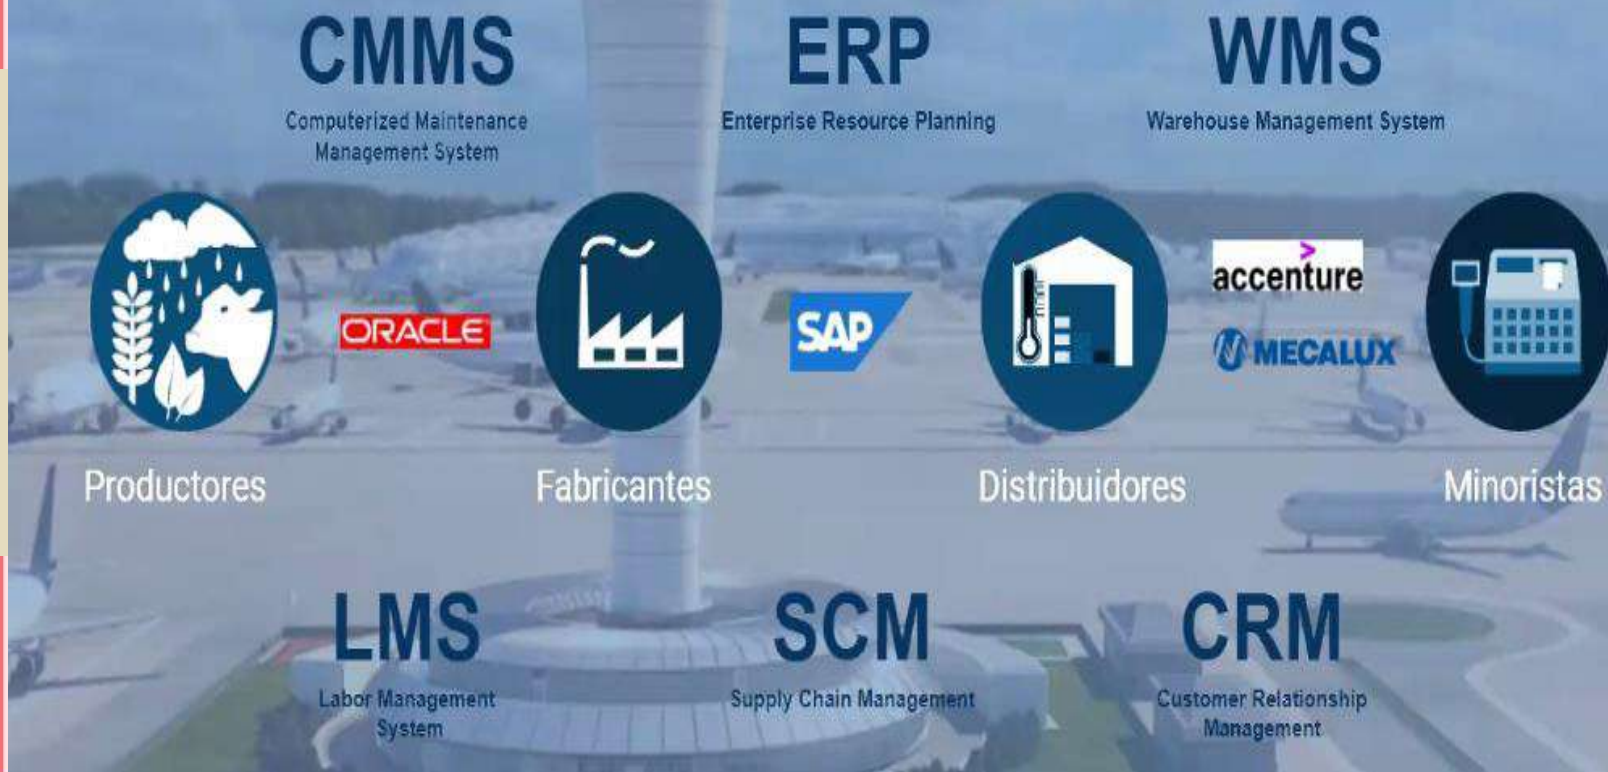 CMMS
Computerized Maintenance
Management System
ERP
Enterprise Resource Planning
WMS
Warehouse Management System
ORACLE
SAP
accenture
MECALUX
Productores
Fabricantes
Distribuidores
Minoristas
LMS
Labor Management
System
SCM
Supply Chain Management
CRM
Customer Relationship
Management